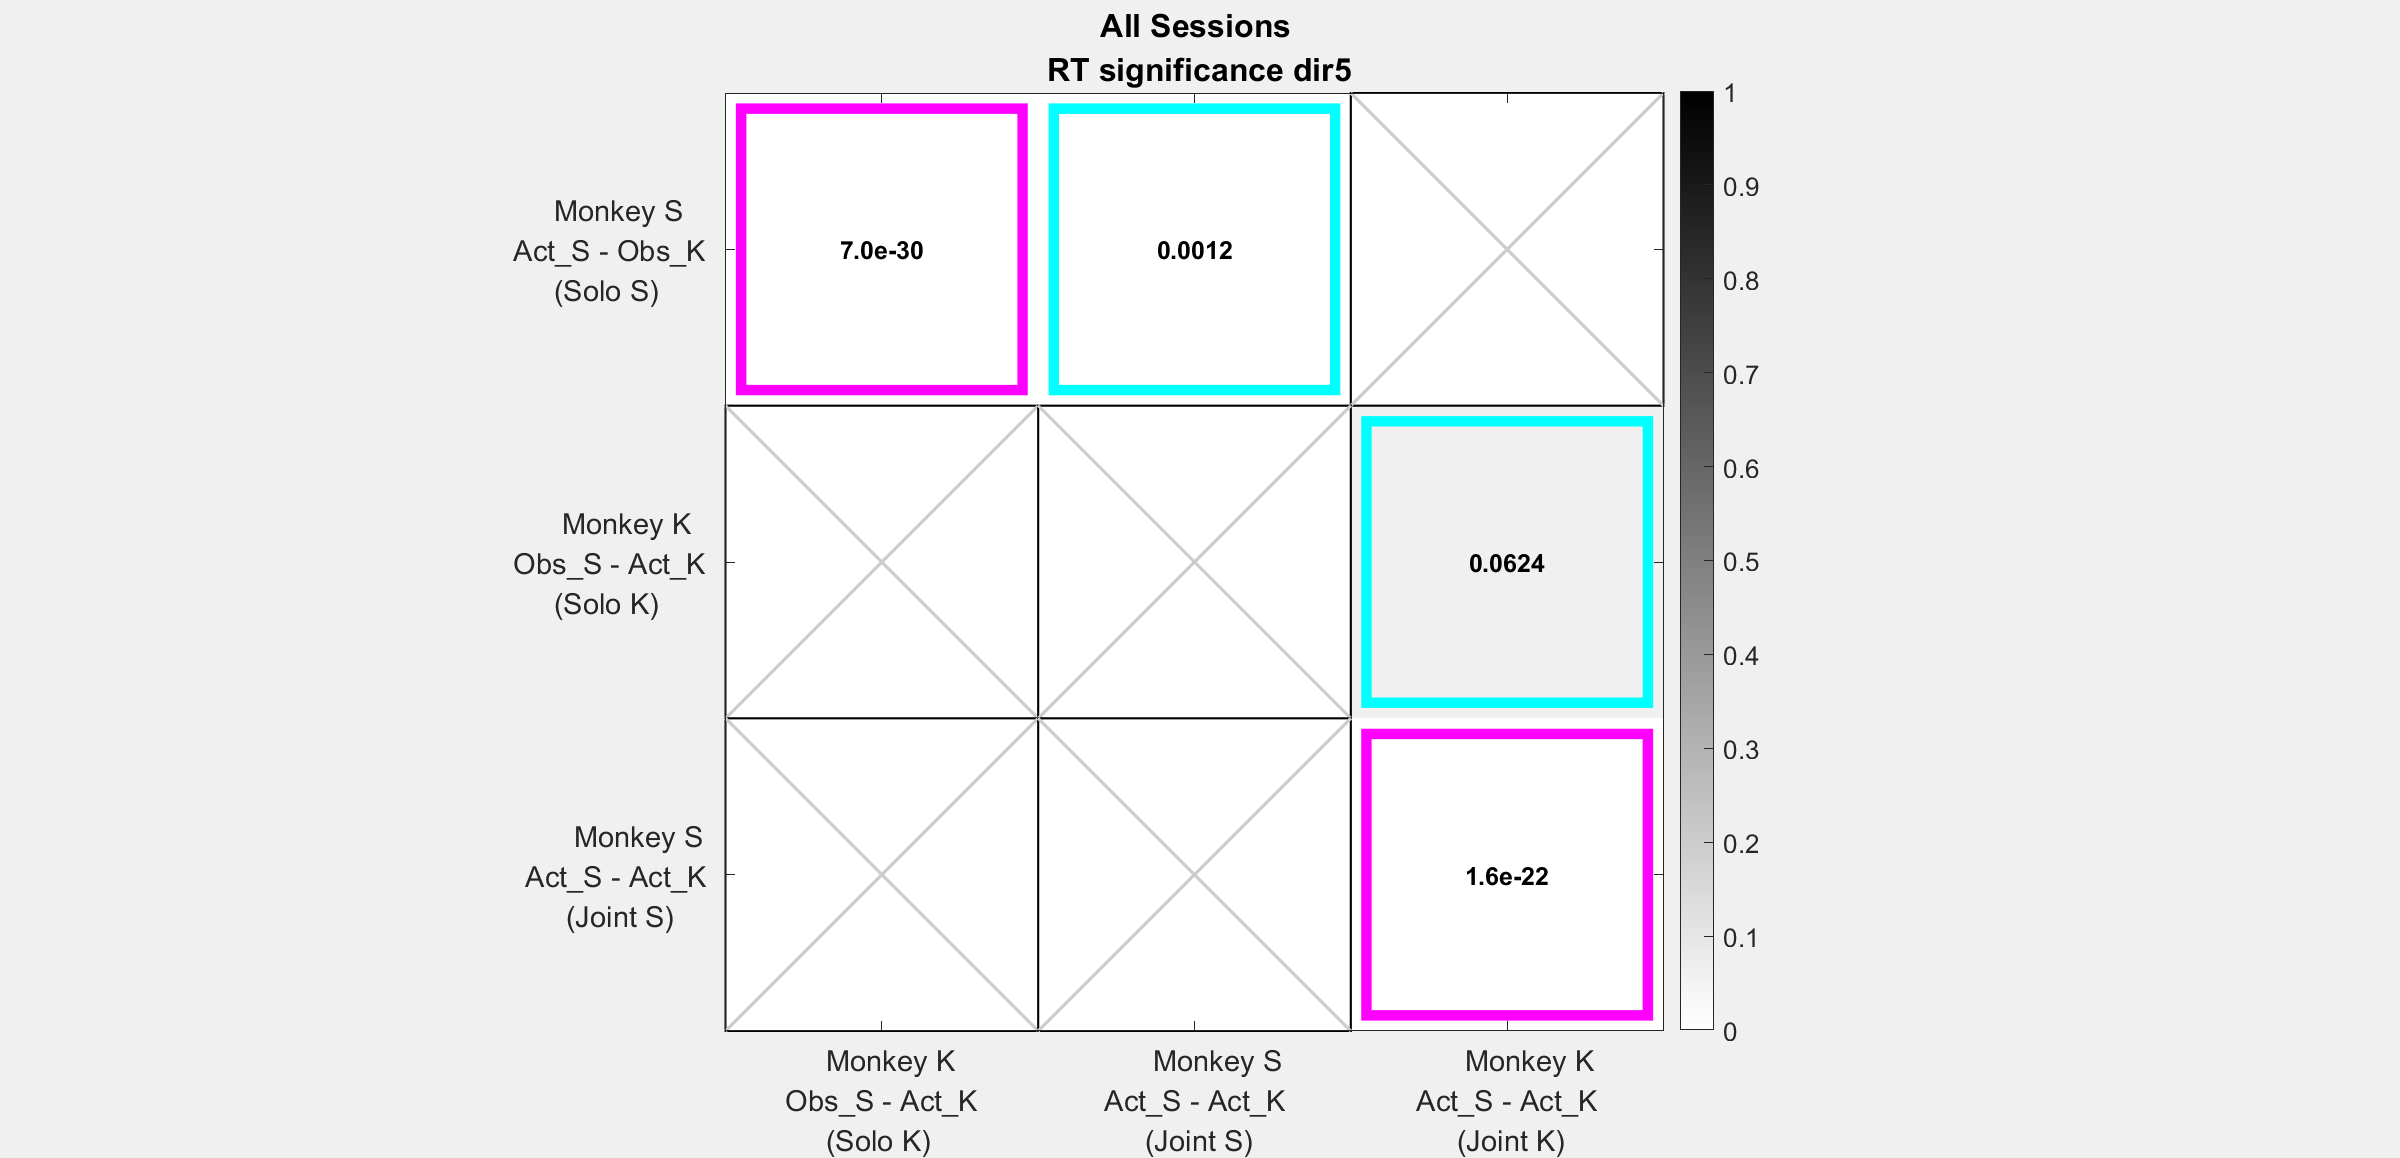 All Sessions
RT significance dir5
Monkey S
Act_S - Obs_K
(Solo S)
7.0e-30
0.0012
Monkey K
Obs_S - Act_K
(Solo K)
0.0624
Monkey S
Act_S - Act_K
(Joint S)
1.6e-22
Monkey K
Obs_S - Act_K
(Solo K)
Monkey S
Act_S - Act_K
(Joint S)
Monkey K
Act_S - Act_K
(Joint K)
1
0.9
0.8
0.7
0.6
0.5
0.4
0.3
0.2
0.1
0